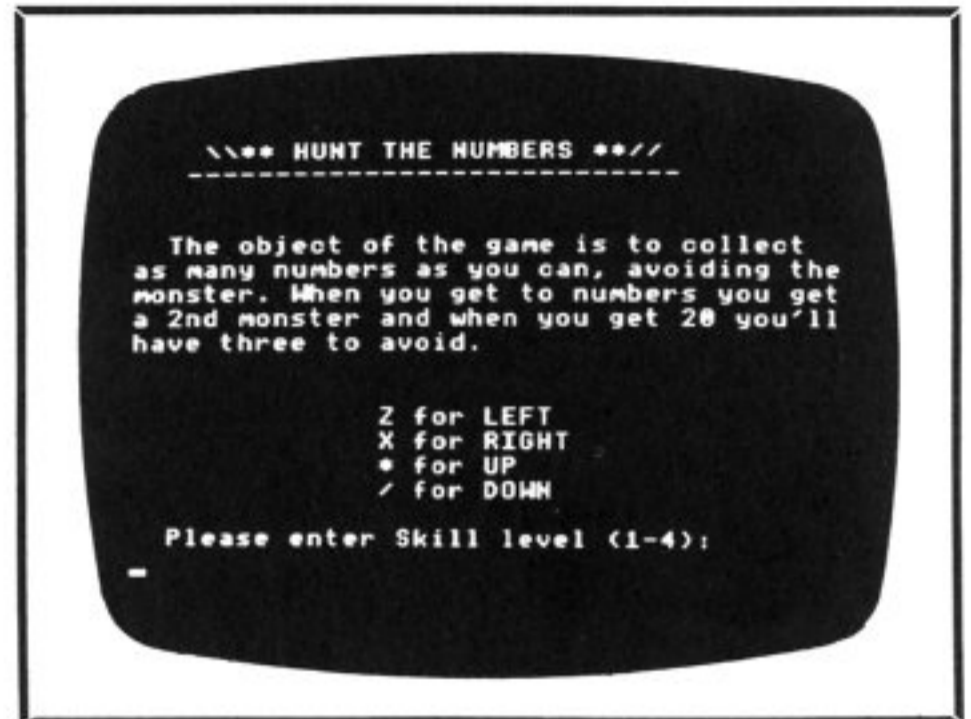 \\** HUNT THE NUMBERS **//
----------------------------
The object of the game is to collect
as many numbers as you can, avoiding the
monster. When you get to numbers you get
a 2nd monster and when you get 20 you'll
have three to avoid.
Z for LEFT
X for RIGHT
* for UP
/ for DOWN
Please enter Skill level (1-4):